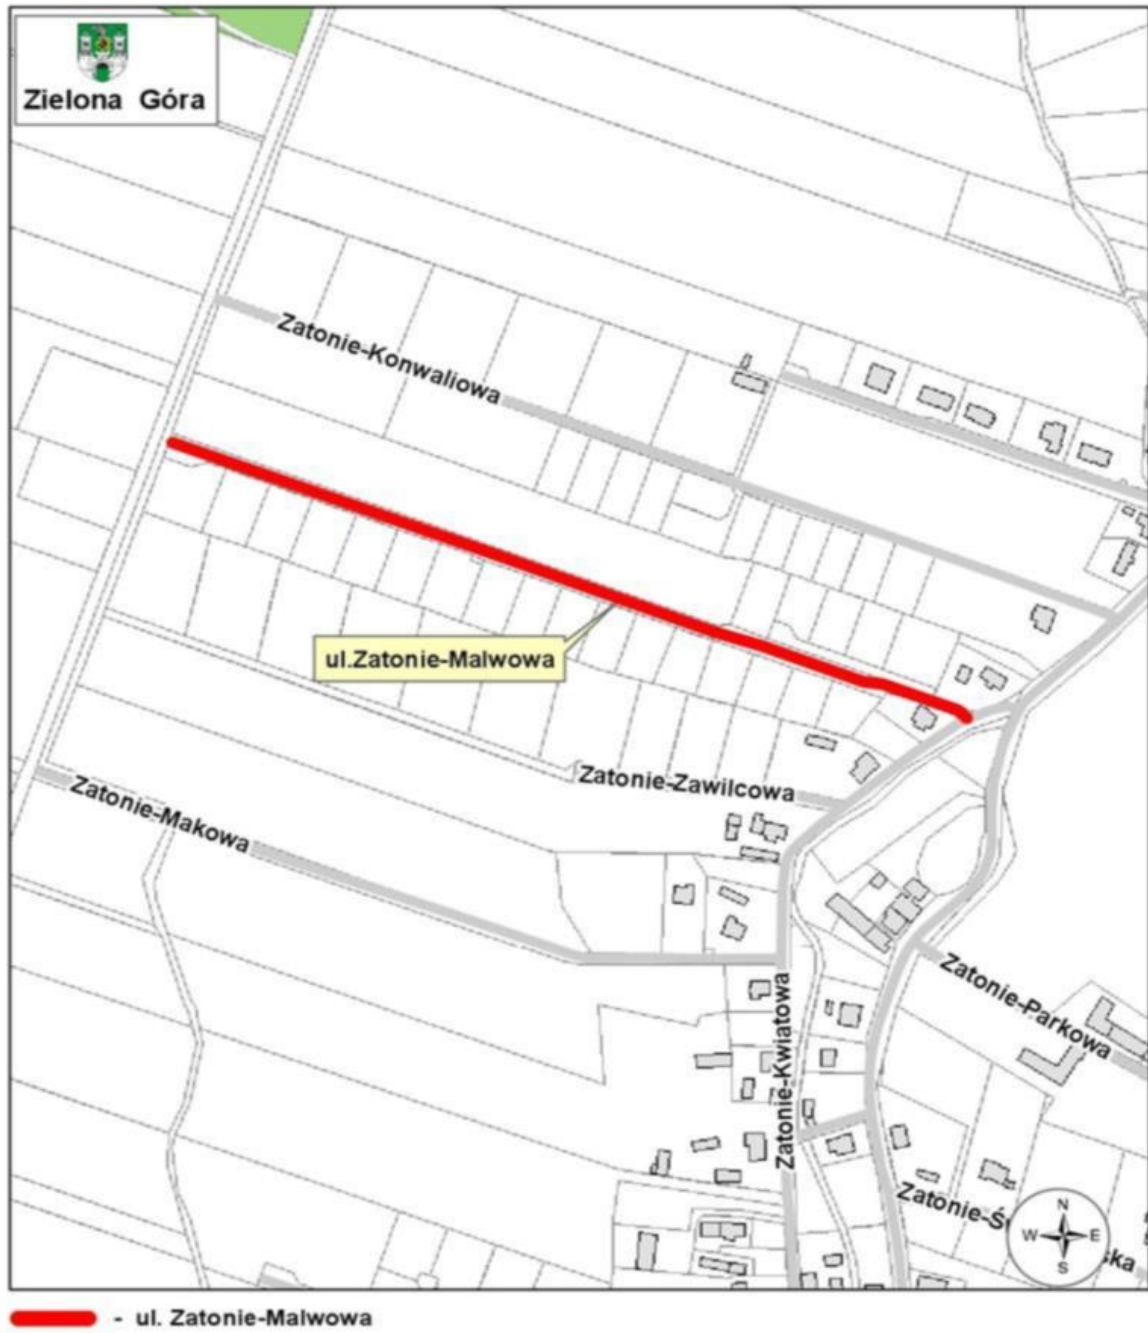 Zielona Góra
Zatonie-Konwaliowa
ul.Zatonie-Malwowa
Zatonie-Zawilcowa
Zatonie-Makowa
Zatonie-Parkowa
Zatonie-Kwiatowa
N
W E
S
- ul. Zatonie-Malwowa